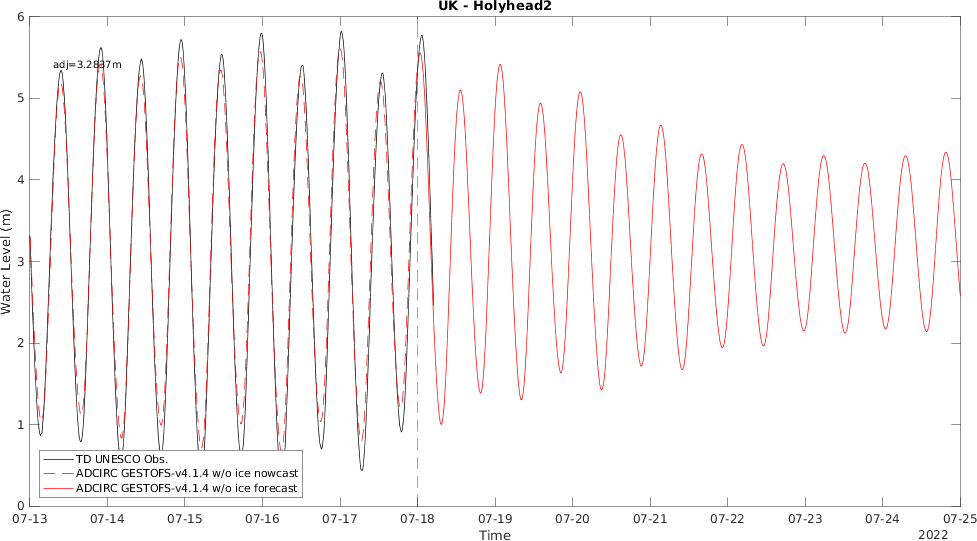 UK - Holyhead2
6
5
4
3
2
1
0
Water Level (m)
adj=3.2837m
TD UNESCO Obs.
ADCIRC GESTOFS-v4.1.4 w/o ice nowcast
ADCIRC GESTOFS-v4.1.4 w/o ice forecast
07-13 07-14 07-15 07-16 07-17 07-18 07-19 07-20 07-21 07-22 07-23 07-24 07-25
Time
2022